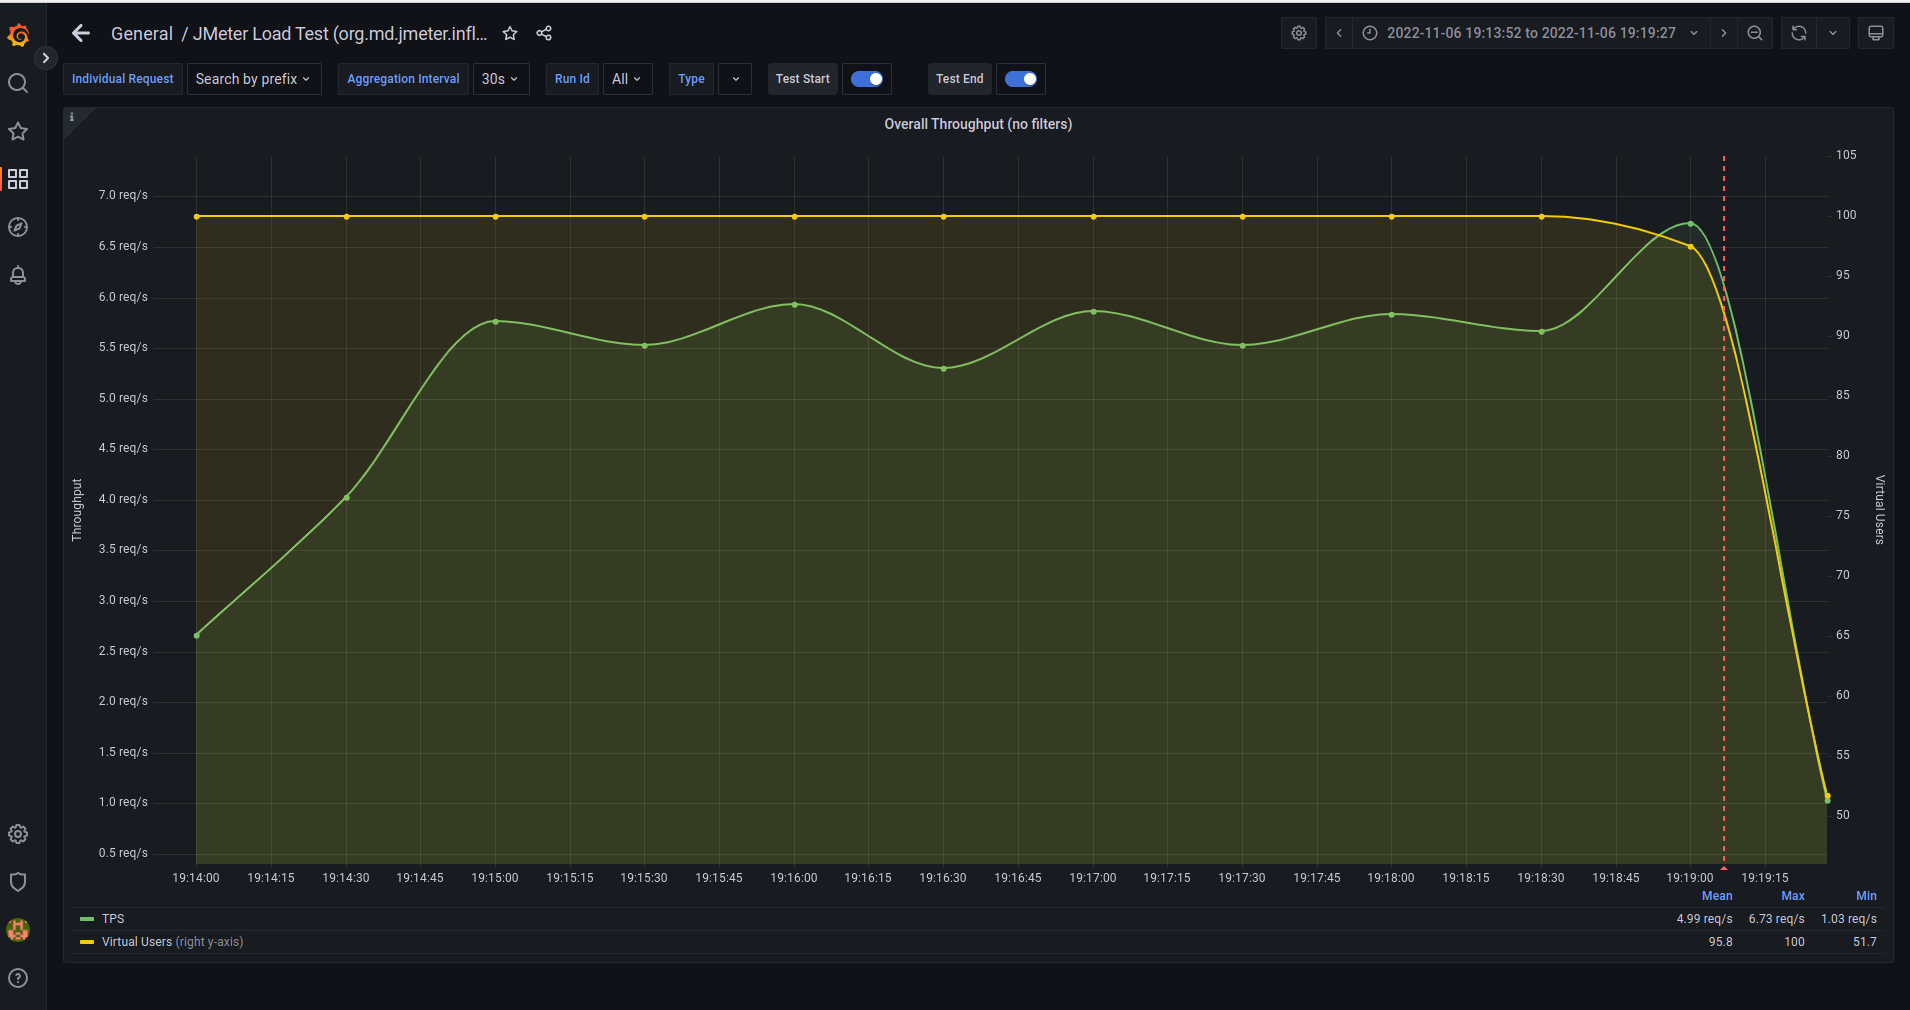 General / JMeter Load Test (org.md.jmeter.infl...
2022-11-06 19:13:52 to 2022-11-06 19:19:27
Individual Request Search by prefix Aggregation Interval 30s Run Id All Type Test Start Test End
i
Overall Throughput (no filters)
105
7.0 req/s
100
6.5 req/s
95
6.0 req/s
90
5.5 req/s
85
5.0 req/s
80
4.5 req/s
75
4.0 req/s
70
3.5 req/s
65
3.0 req/s
60
2.5 req/s
55
2.0 req/s
50
1.5 req/s
1.0 req/s
0.5 req/s
Throughput
Virtual Users
19:14:00 19:14:15 19:14:30 19:14:45 19:15:00 19:15:15 19:15:30 19:15:45 19:16:00 19:16:15 19:16:30 19:16:45 19:17:00 19:17:15 19:17:30 19:17:45 19:18:00 19:18:15 19:18:30 19:18:45 19:19:00 19:19:15
Mean Max Min
TPS 4.99 req/s 6.73 req/s 1.03 req/s
Virtual Users (right y-axis) 95.8 100 51.7